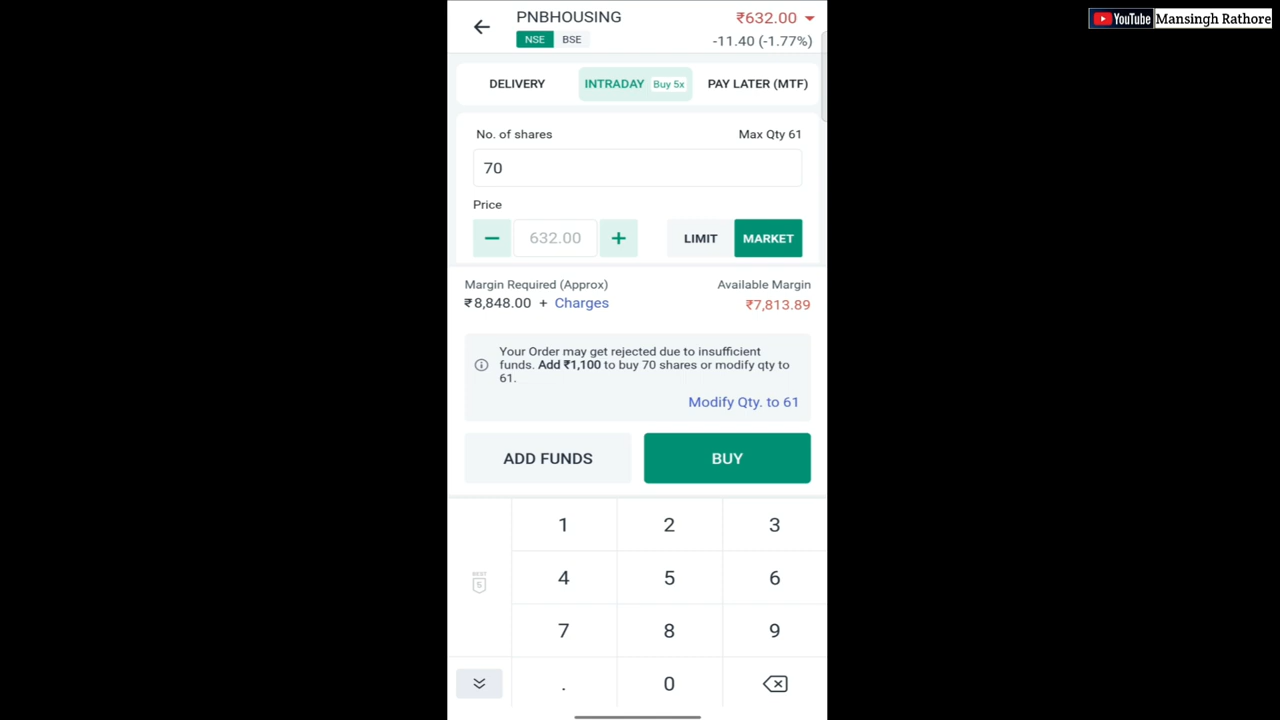 PNBHOUSING
₹632.00
NSE
BSE
-11.40 (-1.77%)
YouTube Mansingh Rathore
DELIVERY
INTRADAY Buy 5x
PAY LATER (MTF)
No. of shares
Max Qty 61
70
Price
632.00
LIMIT
MARKET
Margin Required (Approx)
Available Margin
₹8,848.00 + Charges
₹7,813.89
Your Order may get rejected due to insufficient
funds. Add ₹1,100 to buy 70 shares or modify qty to
61.
Modify Qty. to 61
ADD FUNDS
BUY
1 2 3
BEST
5
4 5 6
7 8 9
. 0